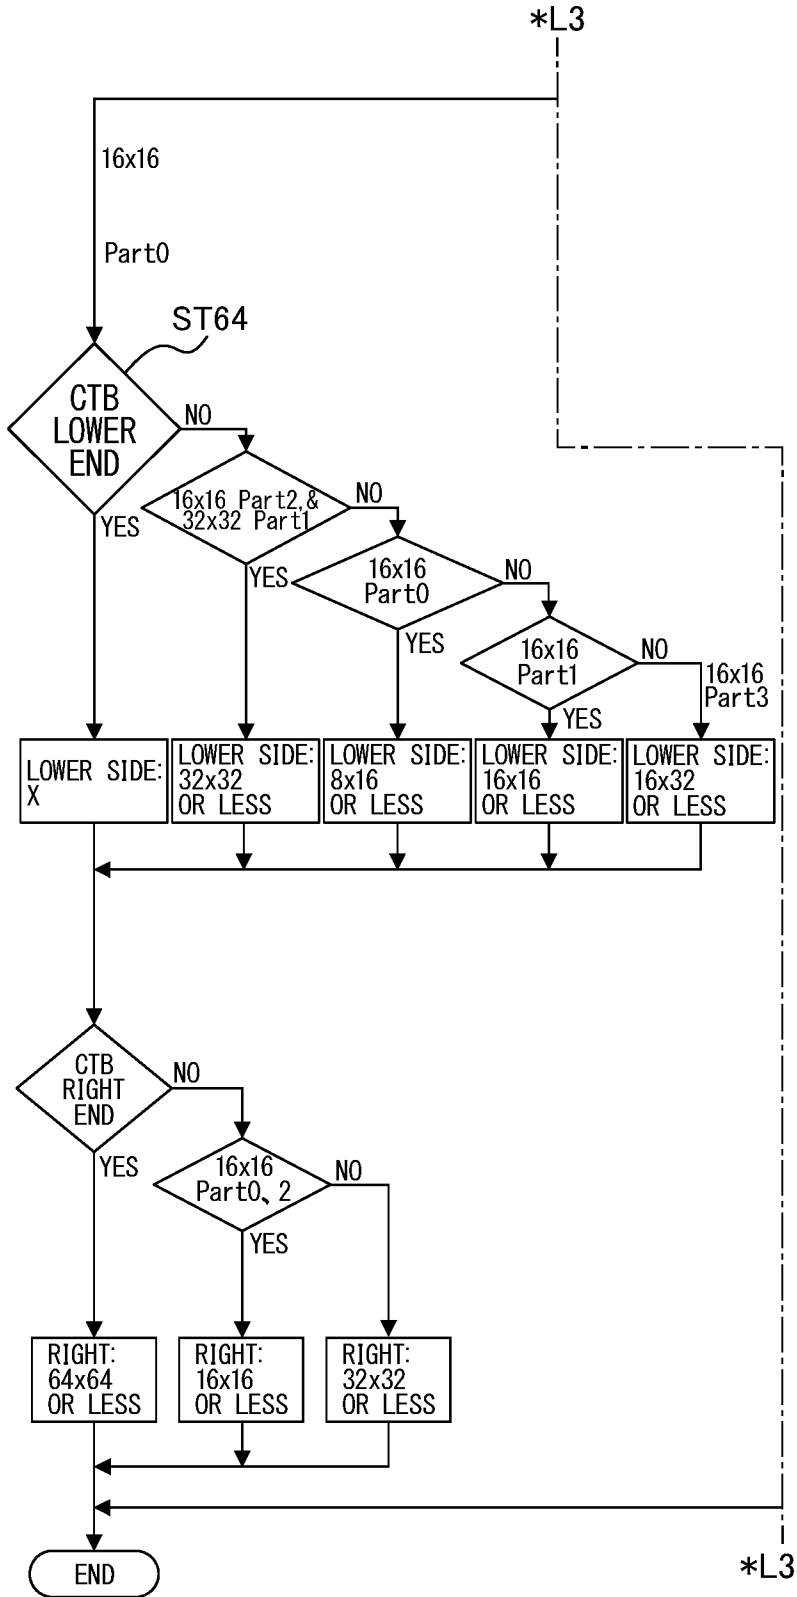 *L3
16x16
Part0
ST64
CTB
LOWER
END
NO
YES
16x16 Part2,&
32x32 Part1
NO
YES
16x16
Part0
NO
YES
16x16
Part1
NO
YES
16x16
Part3
LOWER SIDE:
X
LOWER SIDE:
32x32
OR LESS
LOWER SIDE:
8x16
OR LESS
LOWER SIDE:
16x16
OR LESS
LOWER SIDE:
16x32
OR LESS
CTB
RIGHT
END
NO
YES
16x16
Part0、2
NO
YES
RIGHT:
64x64
OR LESS
RIGHT:
16x16
OR LESS
RIGHT:
32x32
OR LESS
END
*L3